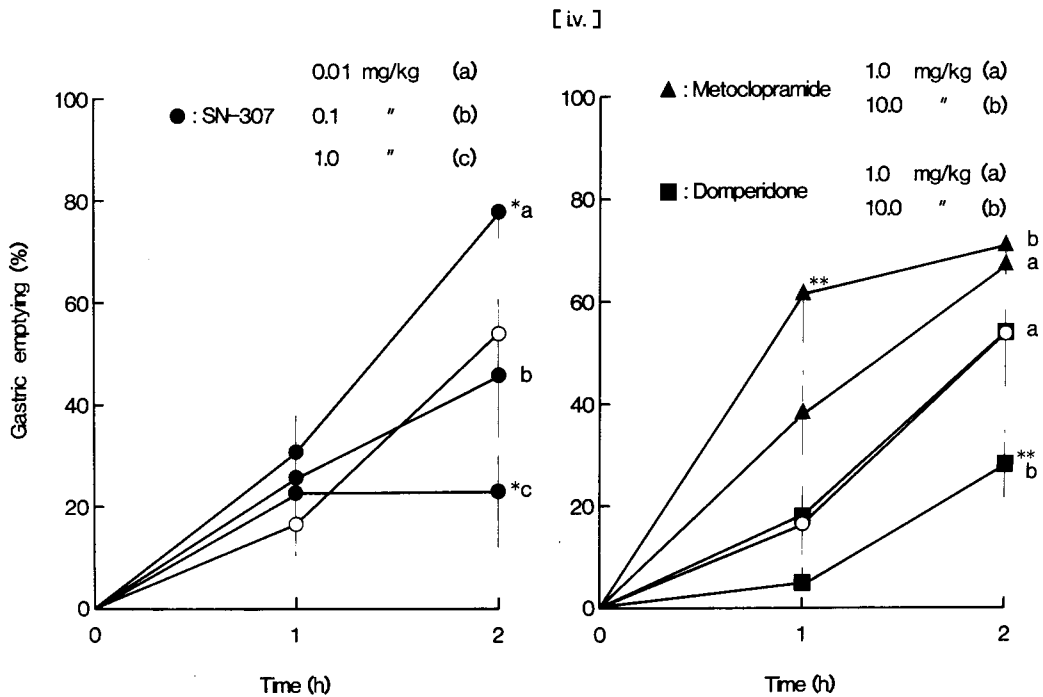 [ i.v. ]
0.01 mg/kg (a)
● : SN-307 0.1 〃 (b)
1.0 〃 (c)
▲ : Metoclopramide 1.0 mg/kg (a)
10.0 〃 (b)
■ : Domperidone 1.0 mg/kg (a)
10.0 〃 (b)
Gastric emptying (%)
100
80
60
40
20
0
*a
b
*c
0 1 2
Time (h)
100
80
60
40
20
0
**
b
a
a
**
b
0 1 2
Time (h)